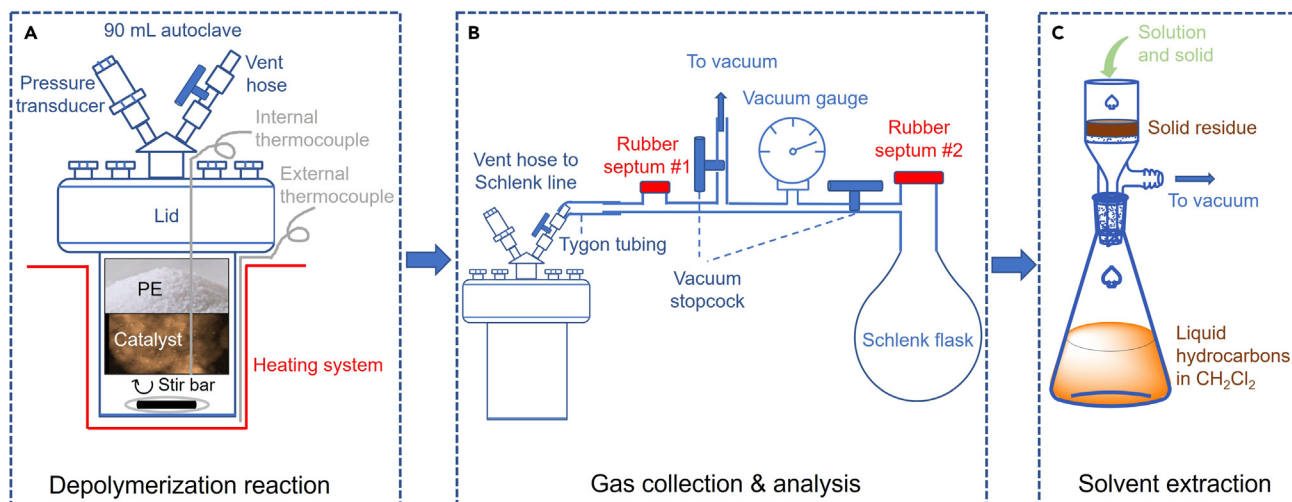 A
90 mL autoclave
Pressure
transducer
Vent
hose
Internal
thermocouple
External
thermocouple
Lid
PE
Catalyst
Stir bar
Heating system
Depolymerization reaction
B
To vacuum
Vacuum gauge
Rubber
septum #1
Rubber
septum #2
Vent hose to
Schlenk line
Tygon tubing
Vacuum
stopcock
Schlenk flask
Gas collection & analysis
C
Solution
and solid
Solid residue
To vacuum
Liquid
hydrocarbons
in CH₂Cl₂
Solvent extraction